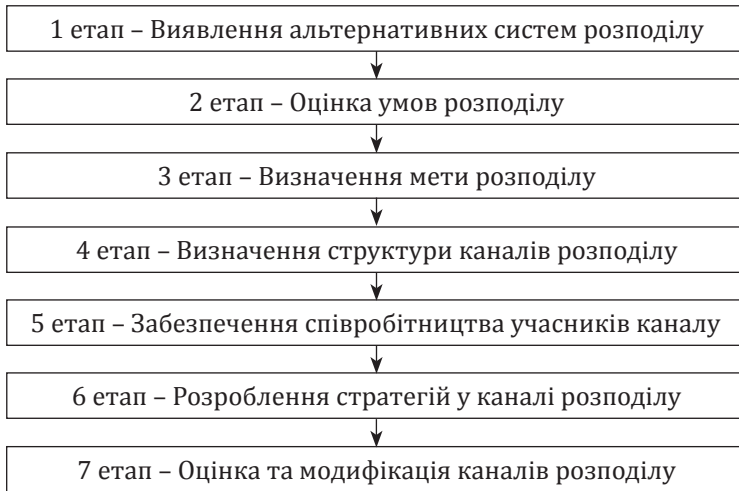 1 етап – Виявлення альтернативних систем розподілу
2 етап – Оцінка умов розподілу
3 етап – Визначення мети розподілу
4 етап – Визначення структури каналів розподілу
5 етап – Забезпечення співробітництва учасників каналу
6 етап – Розроблення стратегій у каналі розподілу
7 етап – Оцінка та модифікація каналів розподілу